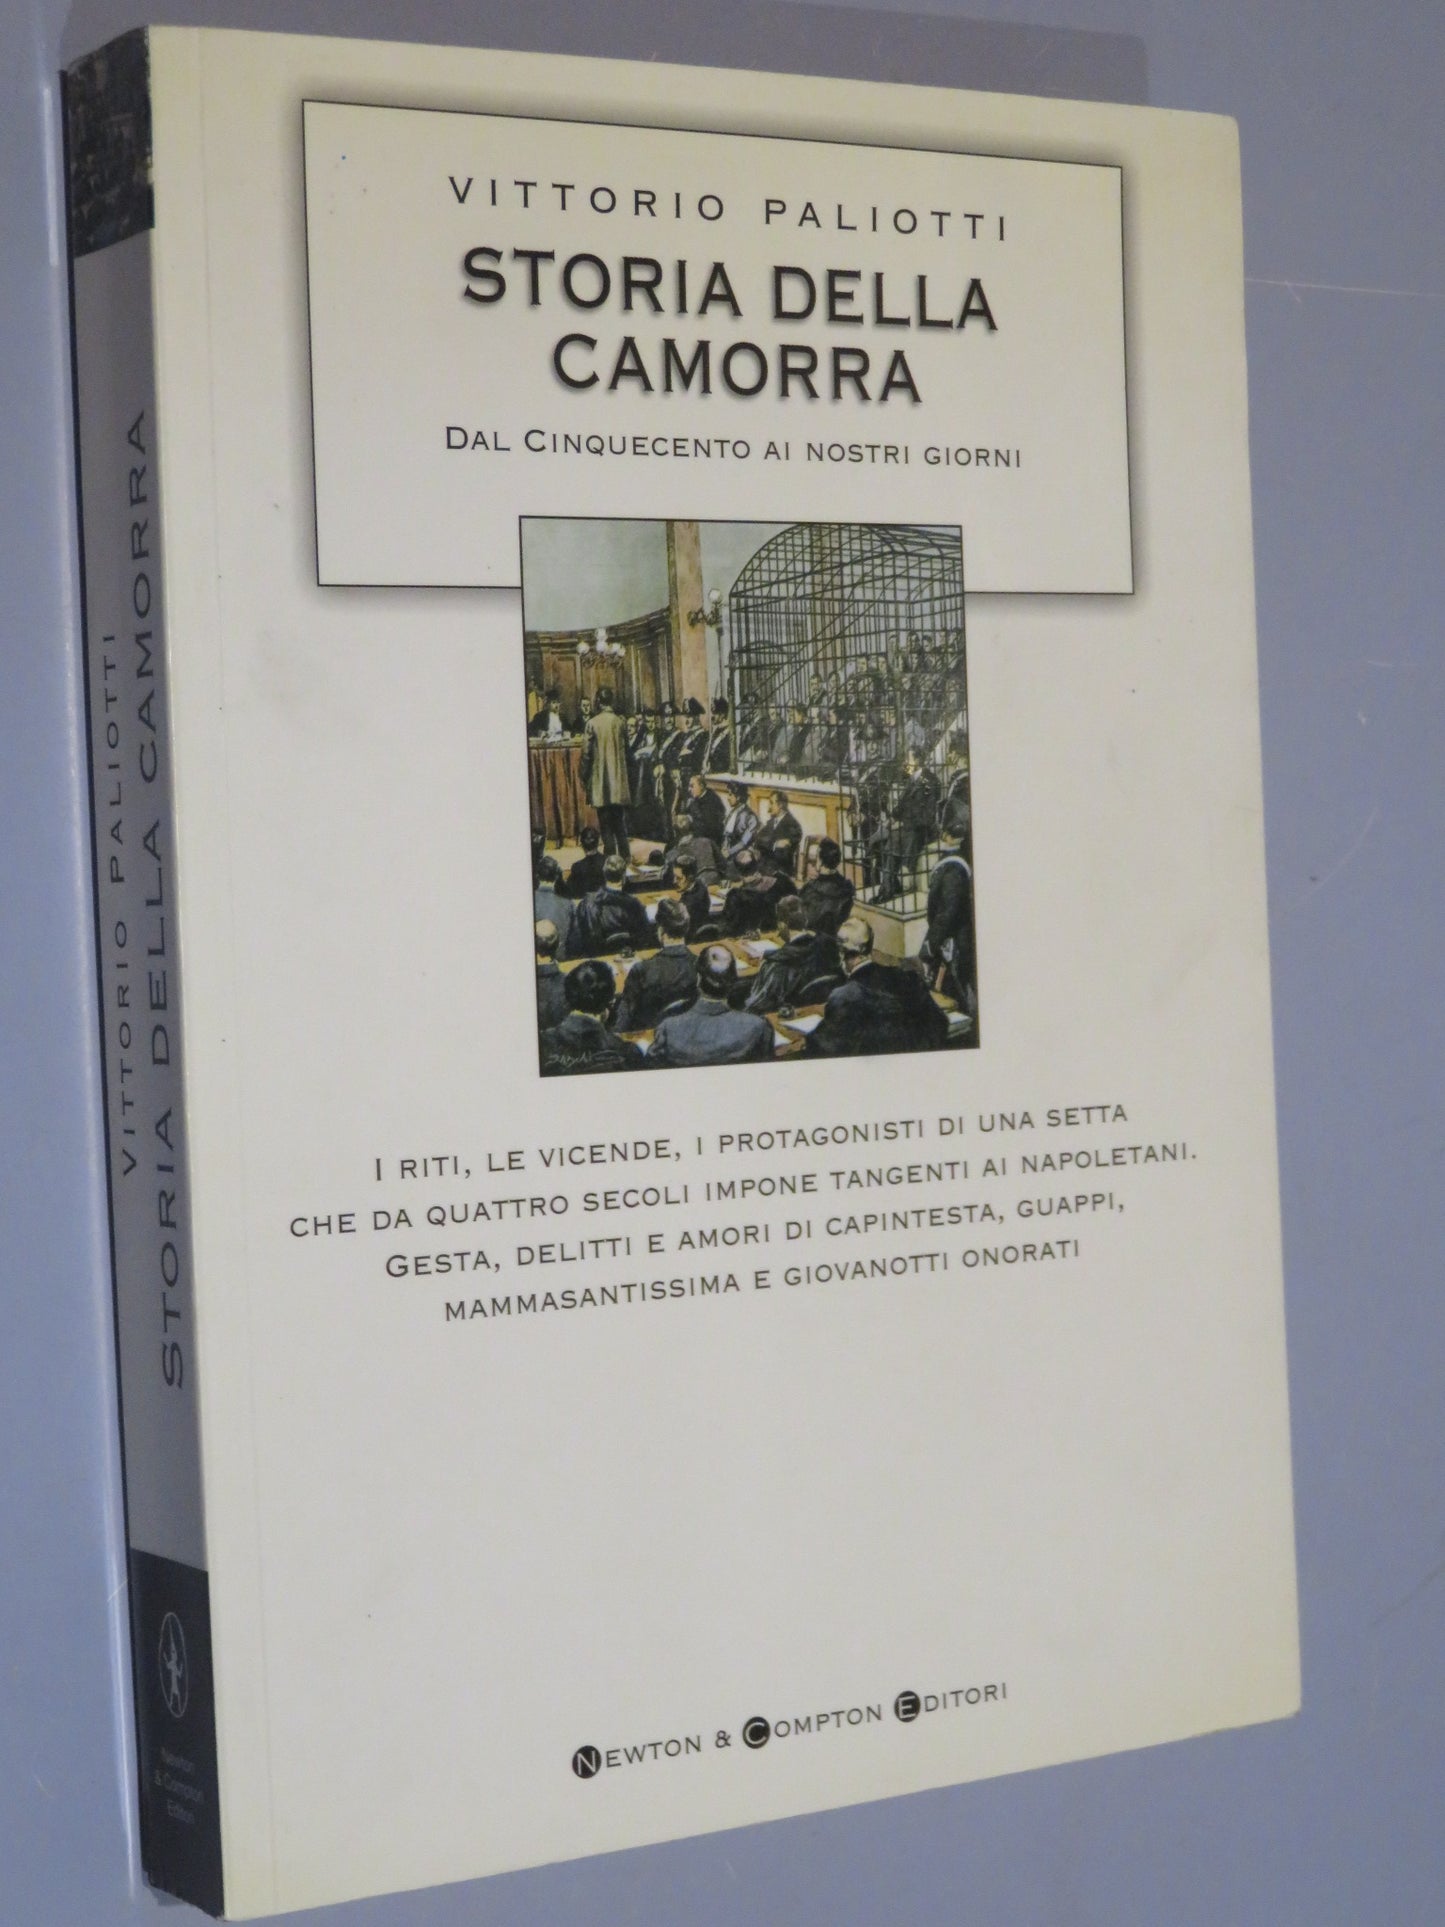 VITTORIO PALIOTTI
STORIA DELLA
CAMORRA
DAL CINQUECENTO AI NOSTRI GIORNI
I RITI, LE VICENDE, I PROTAGONISTI DI UNA SETTA
CHE DA QUATTRO SECOLI IMPONE TANGENTI AI NAPOLETANI.
GESTA, DELITTI E AMORI DI CAPINTESTA, GUAPPI,
MAMMASANTISSIMA E GIOVANOTTI ONORATI
NEWTON & COMPTON EDITORI
VITTORIO PALIOTTI
STORIA DELLA CAMORRA
Newton
& Compton
Editori